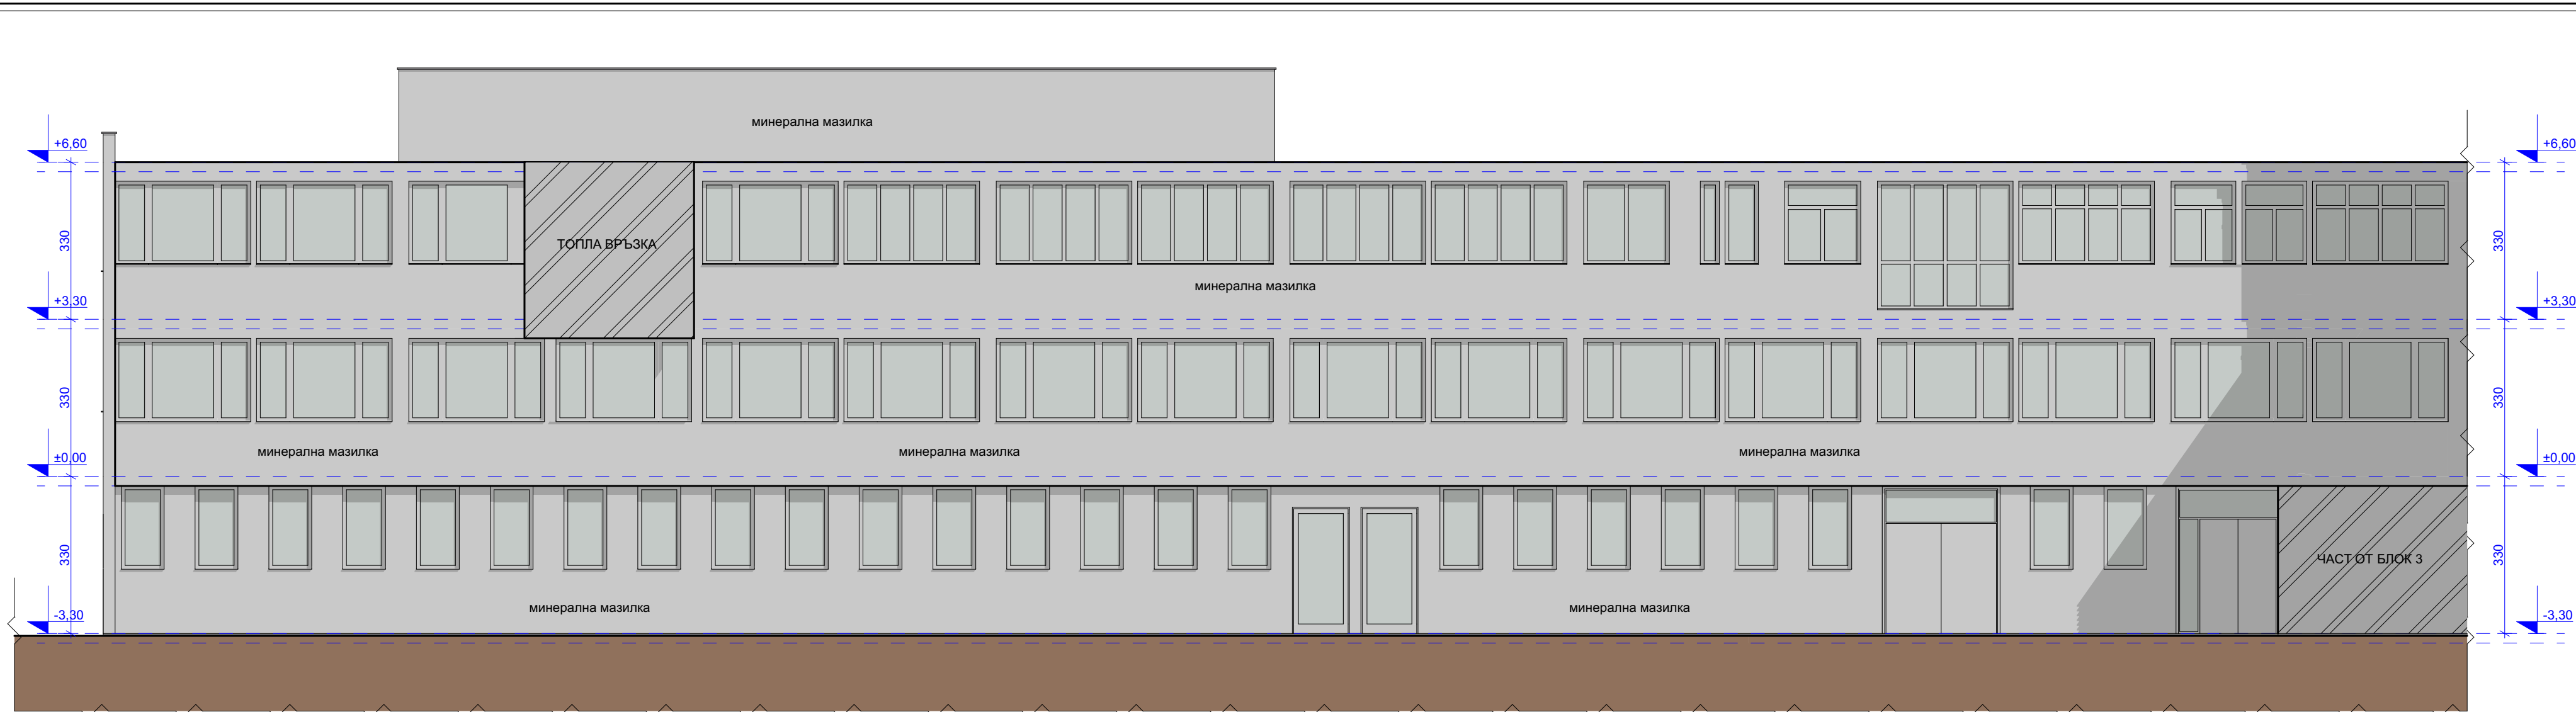 минерална мазилка
+6,60
+6,60
330
ТОПЛА ВРЪЗКА
330
минерална мазилка
+3,30
+3,30
330
330
минерална мазилка
минерална мазилка
минерална мазилка
±0,00
±0,00
330
ЧАСТ ОТ БЛОК 3
330
минерална мазилка
минерална мазилка
-3,30
-3,30